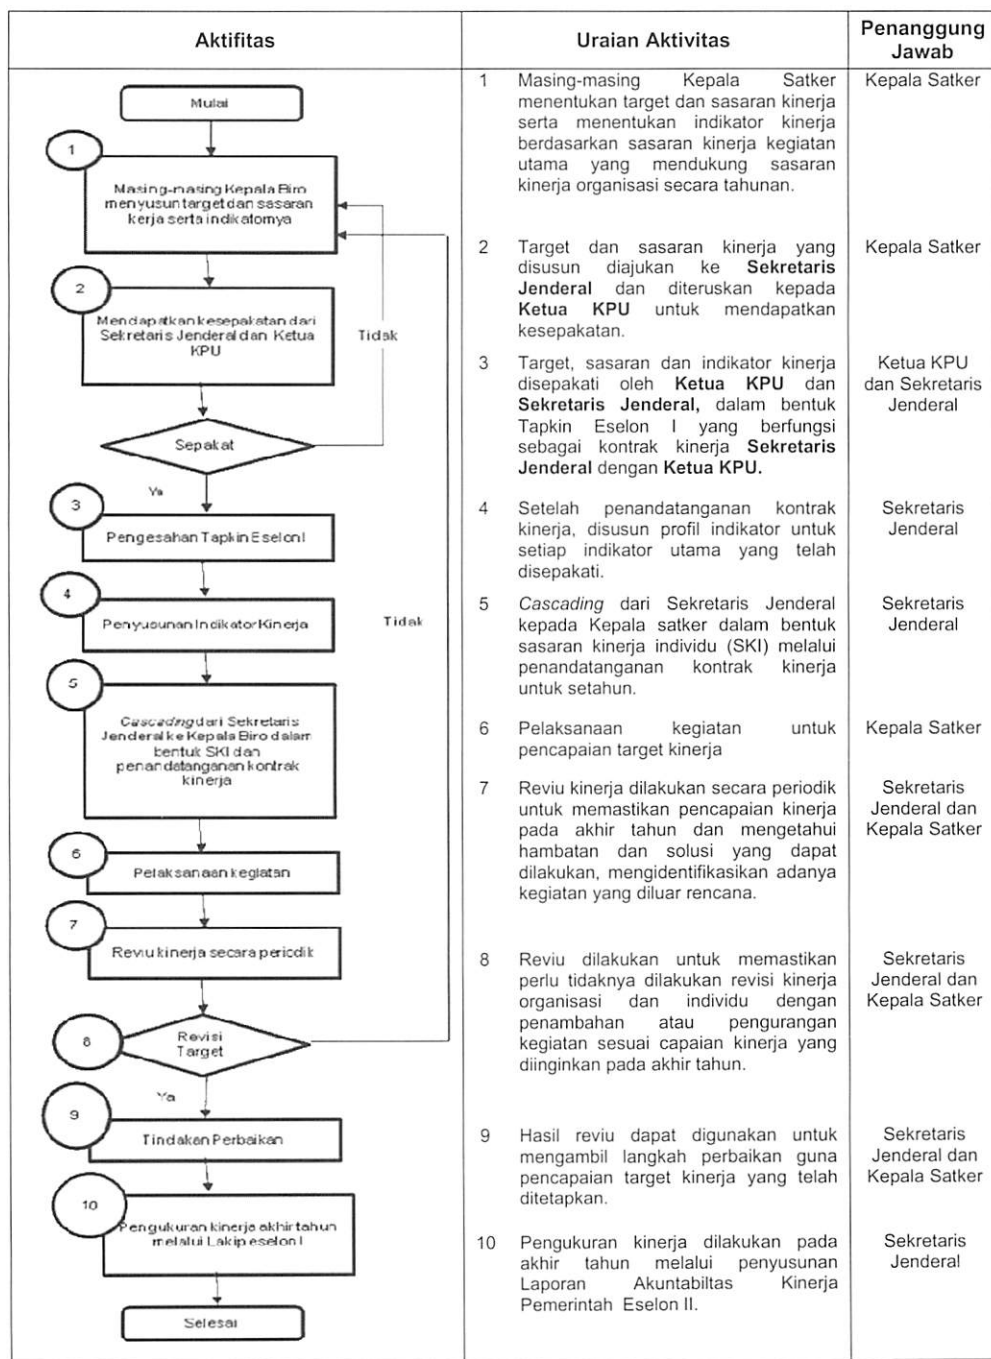 Aktifitas
Uraian Aktivitas
Penanggung
Jawab
Mulai
1
Masing-masing Kepala Biro
menyusun target dan sasaran
kerja serta indikatornya
2
Mendapatkan kesepakatan dari
Sekretaris Jenderal dan Ketua
KPU
Tidak
Sepakat
Ya
3
Pengesahan Tapkin Eselon I
4
Penyusunan Indikator Kinerja
Tidak
5
Cascading dari Sekretaris
Jenderal ke Kepala Biro dalam
bentuk SKI dan
penandatanganan kontrak
kinerja
6
Pelaksanaan kegiatan
7
Reviu kinerja secara periodik
8
Revisi
Target
Ya
9
Tindakan Perbaikan
10
Pengukuran kinerja akhir tahun
melalui Lakip eselon I
Selesai
1 Masing-masing Kepala Satker
menentukan target dan sasaran kinerja
serta menentukan indikator kinerja
berdasarkan sasaran kinerja kegiatan
utama yang mendukung sasaran
kinerja organisasi secara tahunan.
Kepala Satker
2 Target dan sasaran kinerja yang
disusun diajukan ke Sekretaris
Jenderal dan diteruskan kepada
Ketua KPU untuk mendapatkan
kesepakatan.
Kepala Satker
3 Target, sasaran dan indikator kinerja
disepakati oleh Ketua KPU dan
Sekretaris Jenderal, dalam bentuk
Tapkin Eselon I yang berfungsi
sebagai kontrak kinerja Sekretaris
Jenderal dengan Ketua KPU.
Ketua KPU
dan Sekretaris
Jenderal
4 Setelah penandatanganan kontrak
kinerja, disusun profil indikator untuk
setiap indikator utama yang telah
disepakati.
Sekretaris
Jenderal
5 Cascading dari Sekretaris Jenderal
kepada Kepala satker dalam bentuk
sasaran kinerja individu (SKI) melalui
penandatanganan kontrak kinerja
untuk setahun.
Sekretaris
Jenderal
6 Pelaksanaan kegiatan untuk
pencapaian target kinerja
Kepala Satker
7 Reviu kinerja dilakukan secara periodik
untuk memastikan pencapaian kinerja
pada akhir tahun dan mengetahui
hambatan dan solusi yang dapat
dilakukan, mengidentifikasikan adanya
kegiatan yang diluar rencana.
Sekretaris
Jenderal dan
Kepala Satker
8 Reviu dilakukan untuk memastikan
perlu tidaknya dilakukan revisi kinerja
organisasi dan individu dengan
penambahan atau pengurangan
kegiatan sesuai capaian kinerja yang
diinginkan pada akhir tahun.
Sekretaris
Jenderal dan
Kepala Satker
9 Hasil reviu dapat digunakan untuk
mengambil langkah perbaikan guna
pencapaian target kinerja yang telah
ditetapkan.
Sekretaris
Jenderal dan
Kepala Satker
10 Pengukuran kinerja dilakukan pada
akhir tahun melalui penyusunan
Laporan Akuntabiltas Kinerja
Pemerintah Eselon II.
Sekretaris
Jenderal